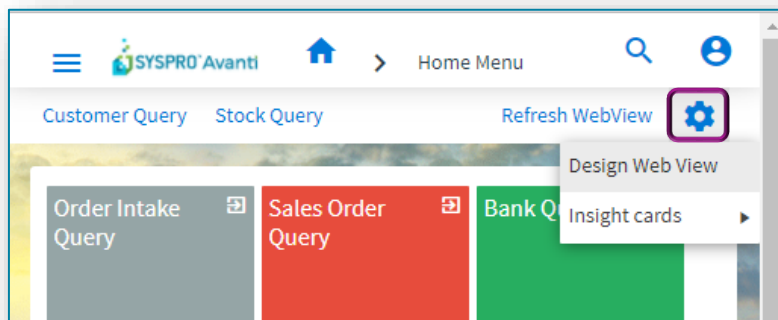 SYSPRO Avanti
Home Menu
Customer Query
Stock Query
Refresh WebView
Design Web View
Insight cards
Order Intake
Query
Sales Order
Query
Bank